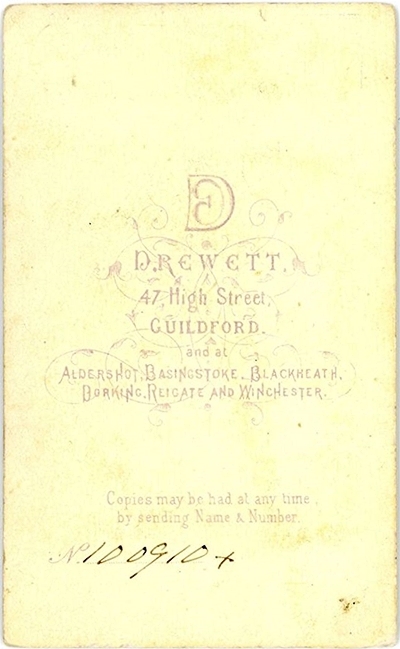 D
DREWETT.
47, High Street,
GUILDFORD.
and at
ALDERSHOT, BASINGSTOKE, BLACKHEATH,
DORKING, REIGATE AND WINCHESTER.
Copies may be had at any time
by sending Name & Number.
No. 100910+